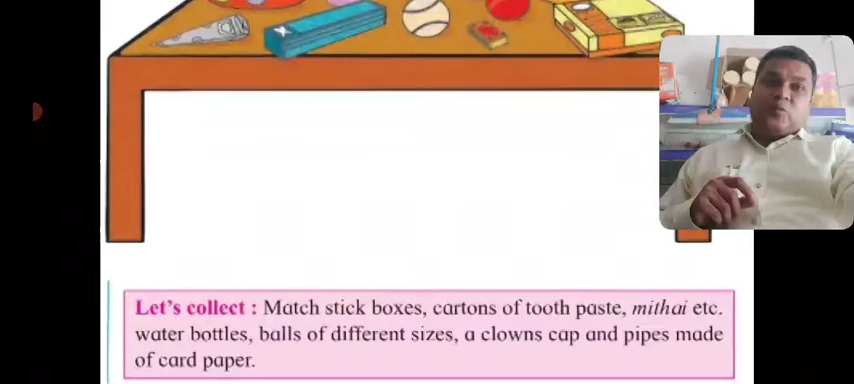 Let's collect : Match stick boxes, cartons of tooth paste, mithai etc.
water bottles, balls of different sizes, a clowns cap and pipes made
of card paper.